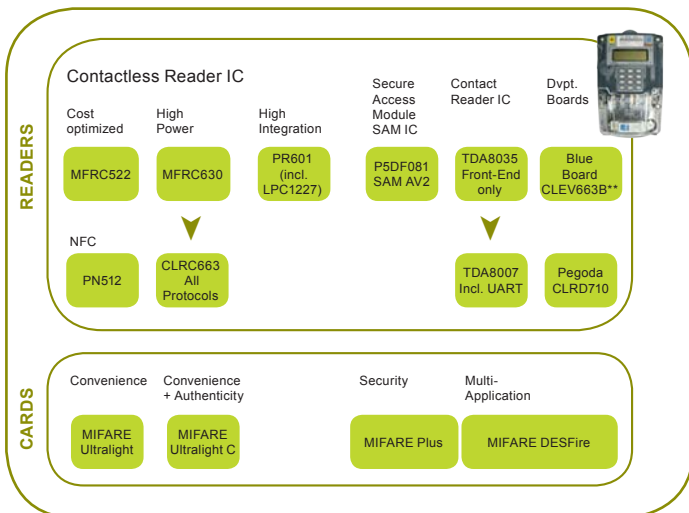 READERS
Contactless Reader IC
Cost
optimized
High
Power
High
Integration
Secure
Access
Module
SAM IC
Contact
Reader IC
Dvpt.
Boards
MFRC522
MFRC630
PR601
(incl.
LPC1227)
P5DF081
SAM AV2
TDA8035
Front-End
only
Blue
Board
CLEV663B**
NFC
PN512
CLRC663
All
Protocols
TDA8007
Incl. UART
Pegoda
CLRD710
CARDS
Convenience
Convenience
+ Authenticity
Security
Multi-
Application
MIFARE
Ultralight
MIFARE
Ultralight C
MIFARE Plus
MIFARE DESFire